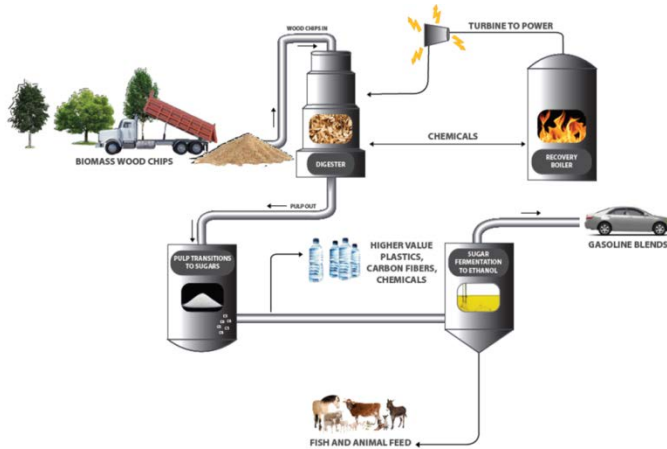 WOOD CHIPS IN
TURBINE TO POWER
BIOMASS WOOD CHIPS
DIGESTER
CHEMICALS
RECOVERY
BOILER
PULP OUT
PULP TRANSITIONS
TO SUGARS
HIGHER VALUE
PLASTICS,
CARBON FIBERS,
CHEMICALS
SUGAR
FERMENTATION
TO ETHANOL
GASOLINE BLENDS
FISH AND ANIMAL FEED